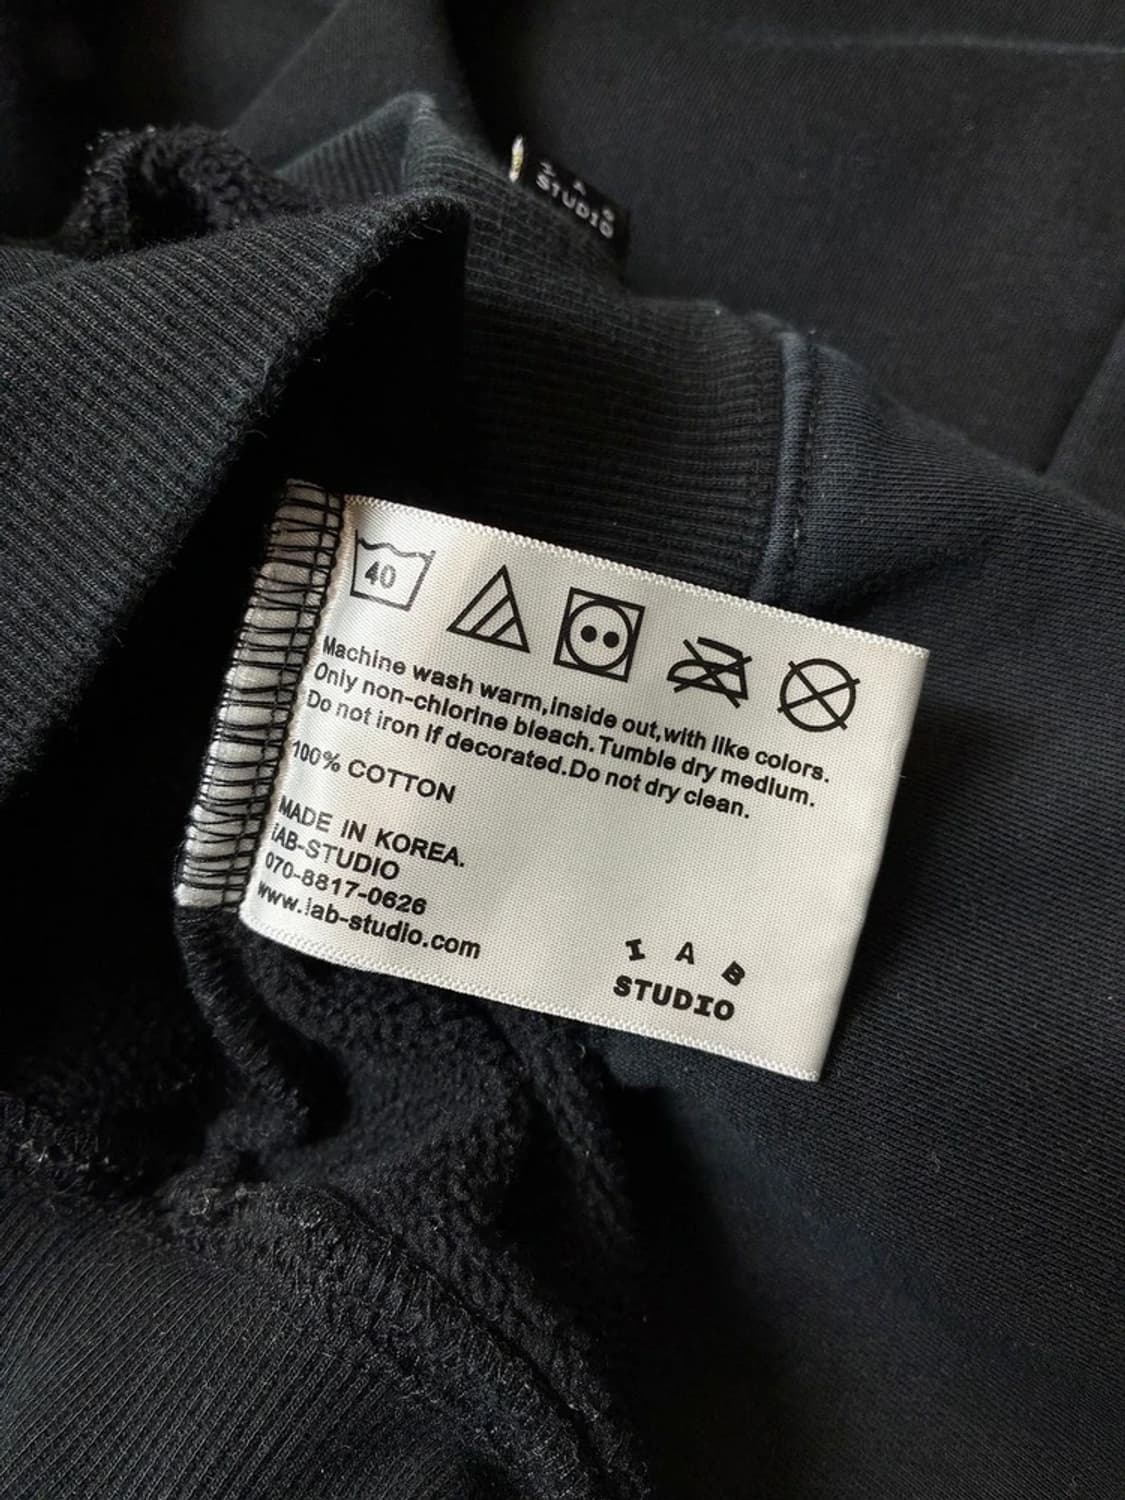 I A B
STUDIO
40
Machine wash warm,inside out,with like colors.
Only non-chlorine bleach.Tumble dry medium.
Do not iron if decorated.Do not dry clean.
100% COTTON
MADE IN KOREA.
iAB-STUDIO
070-8817-0626
www.iab-studio.com
I A B
STUDIO